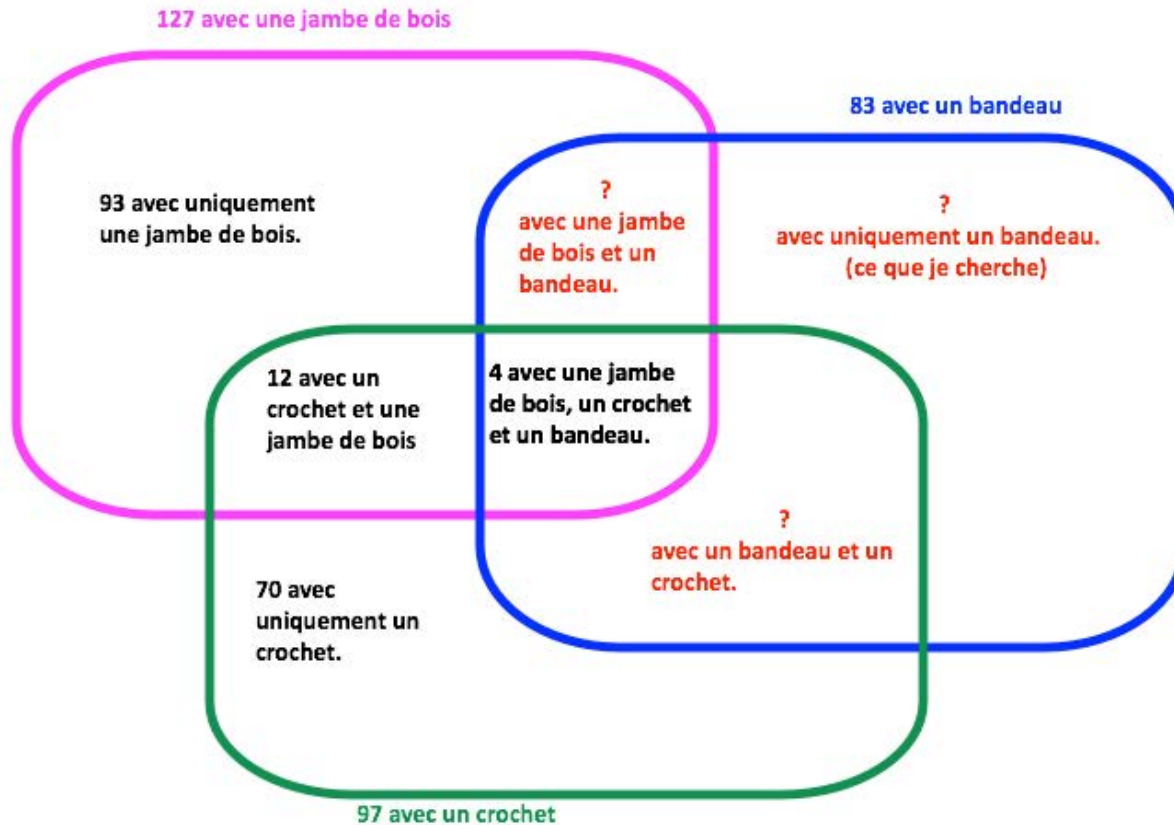 127 avec une jambe de bois
83 avec un bandeau
93 avec uniquement
une jambe de bois.
?
avec une jambe
de bois et un
bandeau.
?
avec uniquement un bandeau.
(ce que je cherche)
12 avec un
crochet et une
jambe de bois
4 avec une jambe
de bois, un crochet
et un bandeau.
?
avec un bandeau et un
crochet.
70 avec
uniquement un
crochet.
97 avec un crochet